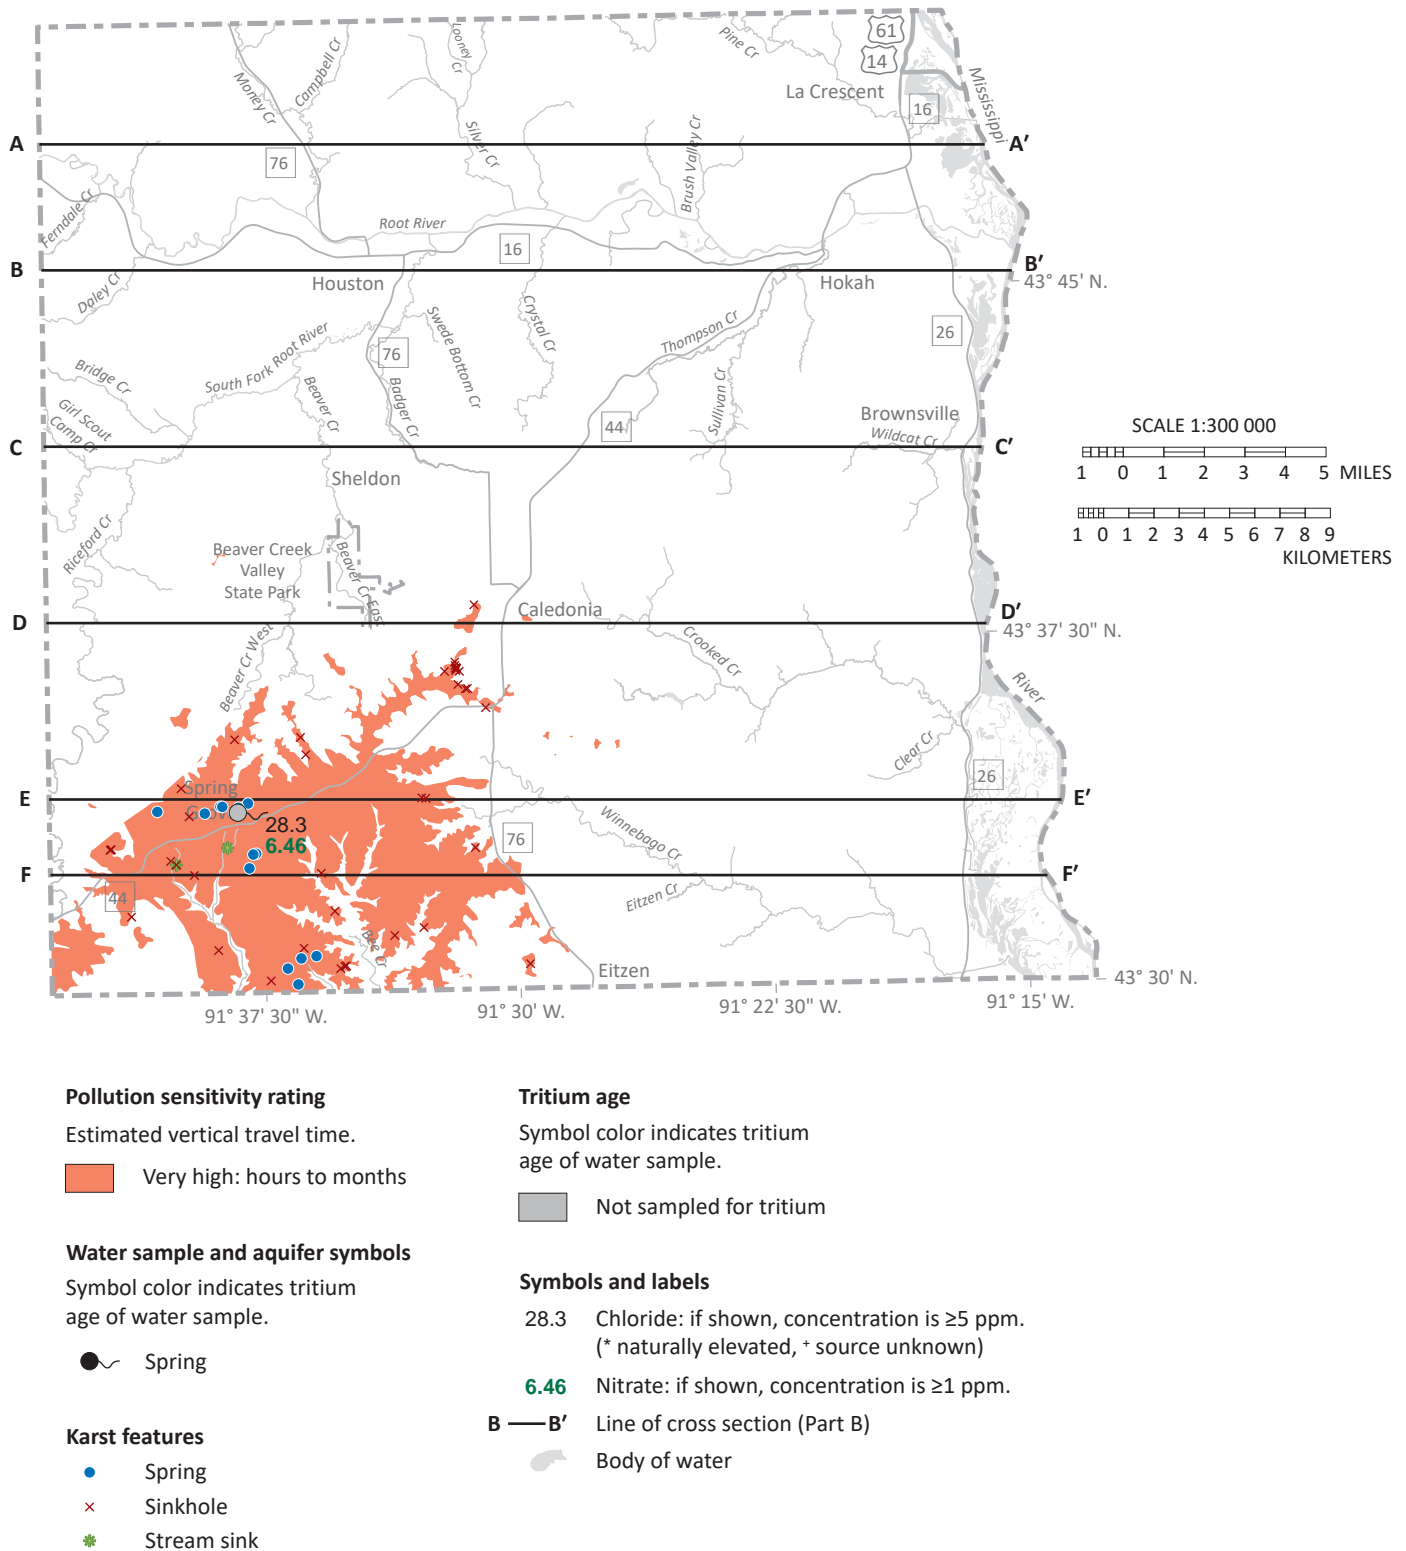 61
14
Pine Cr
Looney
Cr
Campbell Cr
Money Cr
La Crescent
16
Mississippi
A
A′
76
Silver Cr
Brush Valley Cr
Ferndale Cr
Root River
16
B
B′
43° 45' N.
Houston
Hokah
Daley Cr
Swede Bottom Cr
Crystal Cr
Thompson Cr
26
South Fork Root River
76
Bridge Cr
Beaver Cr
Badger Cr
Sullivan Cr
Girl Scout
Camp Cr
44
Brownsville
Wildcat Cr
C
C′
SCALE 1:300 000
1 0 1 2 3 4 5 MILES
1 0 1 2 3 4 5 6 7 8 9
KILOMETERS
Sheldon
Riceford Cr
Beaver Creek
Valley
State Park
Beaver Cr East
Caledonia
D
D′
43° 37' 30" N.
Beaver Cr West
Crooked Cr
River
Clear Cr
26
Spring
E
E′
28.3
6.46
76
Winnebago Cr
F
F′
44
Eitzen Cr
Bee Cr
Eitzen
43° 30' N.
91° 37' 30" W.
91° 30' W.
91° 22' 30" W.
91° 15' W.
Pollution sensitivity rating
Estimated vertical travel time.
Very high: hours to months
Water sample and aquifer symbols
Symbol color indicates tritium
age of water sample.
Spring
Karst features
Spring
Sinkhole
Stream sink
Tritium age
Symbol color indicates tritium
age of water sample.
Not sampled for tritium
Symbols and labels
28.3 Chloride: if shown, concentration is ≥5 ppm.
(* naturally elevated, + source unknown)
6.46 Nitrate: if shown, concentration is ≥1 ppm.
B B′ Line of cross section (Part B)
Body of water